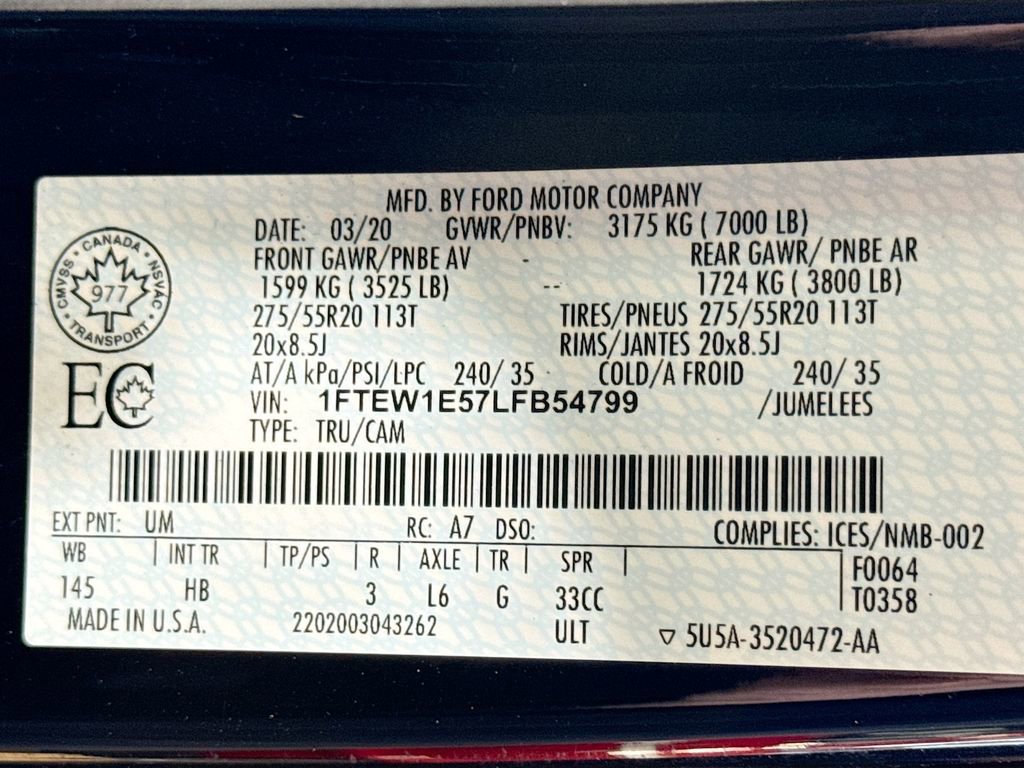 MFD. BY FORD MOTOR COMPANY
DATE: 03/20 GVWR/PNBV: 3175 KG ( 7000 LB)
FRONT GAWR/PNBE AV - REAR GAWR/ PNBE AR
1599 KG ( 3525 LB) -- 1724 KG ( 3800 LB)
275/55R20 113T TIRES/PNEUS 275/55R20 113T
20x8.5J RIMS/JANTES 20x8.5J
AT/A kPa/PSI/LPC 240/ 35 COLD/A FROID 240/ 35
VIN: 1FTEW1E57LFB54799 /JUMELEES
TYPE: TRU/CAM
CMVSS • CANADA • NSVAC • TRANSPORT •
977
EC
EXT PNT: UM RC: A7 DSO: COMPLIES: ICES/NMB-002
WB | INT TR | TP/PS | R | AXLE | TR | SPR | F0064
145 HB 3 L6 G 33CC T0358
MADE IN U.S.A. 2202003043262 ULT ▽ 5U5A-3520472-AA